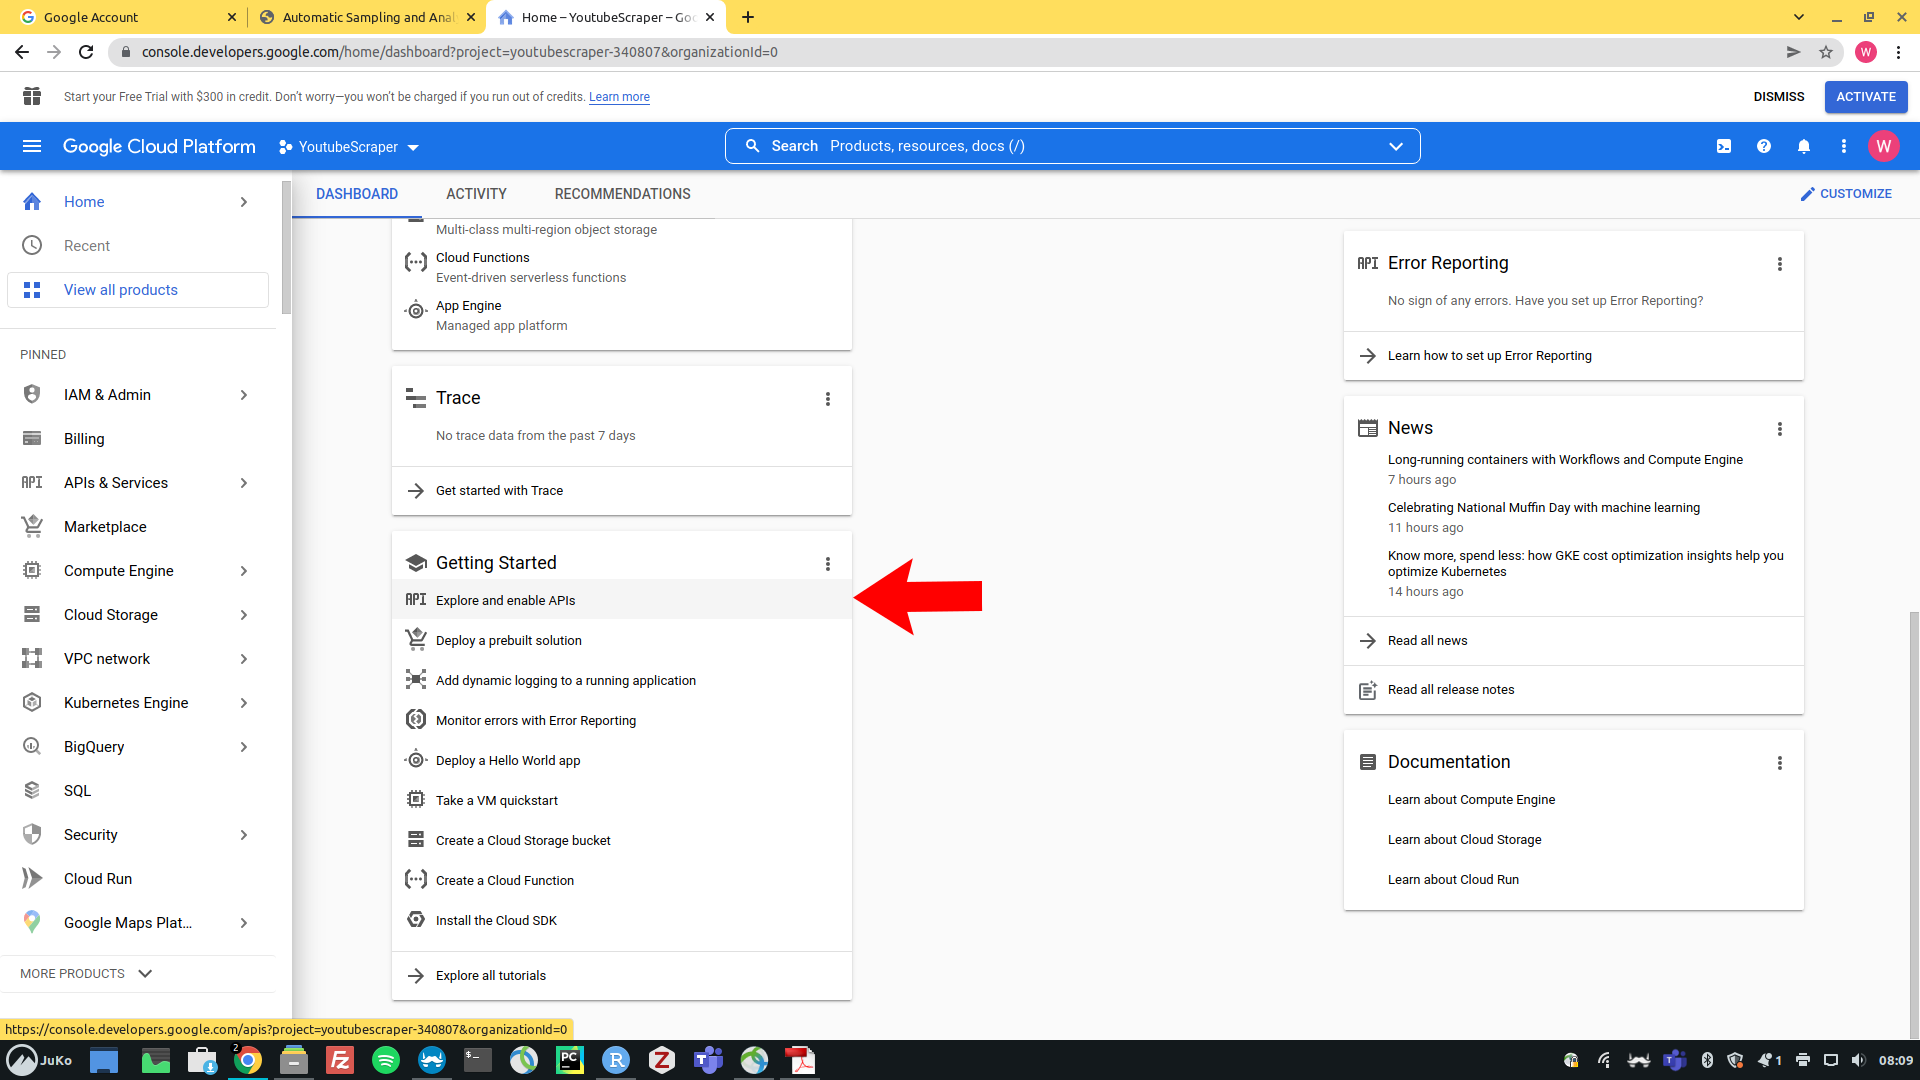 Google Account
Automatic Sampling and Anal
Home – YoutubeScraper – Goo
console.developers.google.com/home/dashboard?project=youtubescraper-340807&organizationId=0
W
Start your Free Trial with $300 in credit. Don’t worry—you won’t be charged if you run out of credits. Learn more
DISMISS
ACTIVATE
Google Cloud Platform
YoutubeScraper
Search Products, resources, docs (/)
W
Home
Recent
View all products
PINNED
IAM & Admin
Billing
API APIs & Services
Marketplace
Compute Engine
Cloud Storage
VPC network
Kubernetes Engine
BigQuery
SQL
Security
Cloud Run
Google Maps Plat...
MORE PRODUCTS
DASHBOARD
ACTIVITY
RECOMMENDATIONS
CUSTOMIZE
Multi-class multi-region object storage
Cloud Functions
Event-driven serverless functions
App Engine
Managed app platform
Trace
No trace data from the past 7 days
Get started with Trace
Getting Started
API Explore and enable APIs
Deploy a prebuilt solution
Add dynamic logging to a running application
Monitor errors with Error Reporting
Deploy a Hello World app
Take a VM quickstart
Create a Cloud Storage bucket
Create a Cloud Function
Install the Cloud SDK
Explore all tutorials
API Error Reporting
No sign of any errors. Have you set up Error Reporting?
Learn how to set up Error Reporting
News
Long-running containers with Workflows and Compute Engine
7 hours ago
Celebrating National Muffin Day with machine learning
11 hours ago
Know more, spend less: how GKE cost optimization insights help you
optimize Kubernetes
14 hours ago
Read all news
Read all release notes
Documentation
Learn about Compute Engine
Learn about Cloud Storage
Learn about Cloud Run
https://console.developers.google.com/apis?project=youtubescraper-340807&organizationId=0
JuKo
2
FZ
$_
PC
R
Z
T
1
08:09